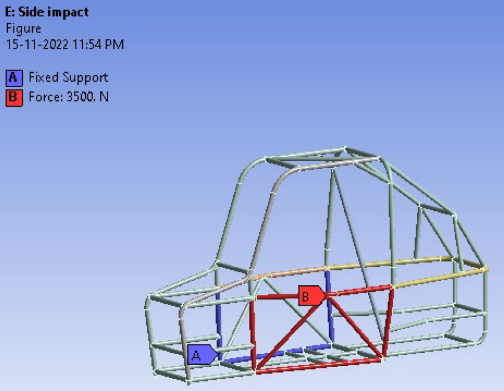 E: Side impact
Figure
15-11-2022 11:54 PM
A Fixed Support
B Force: 3500. N
B
A